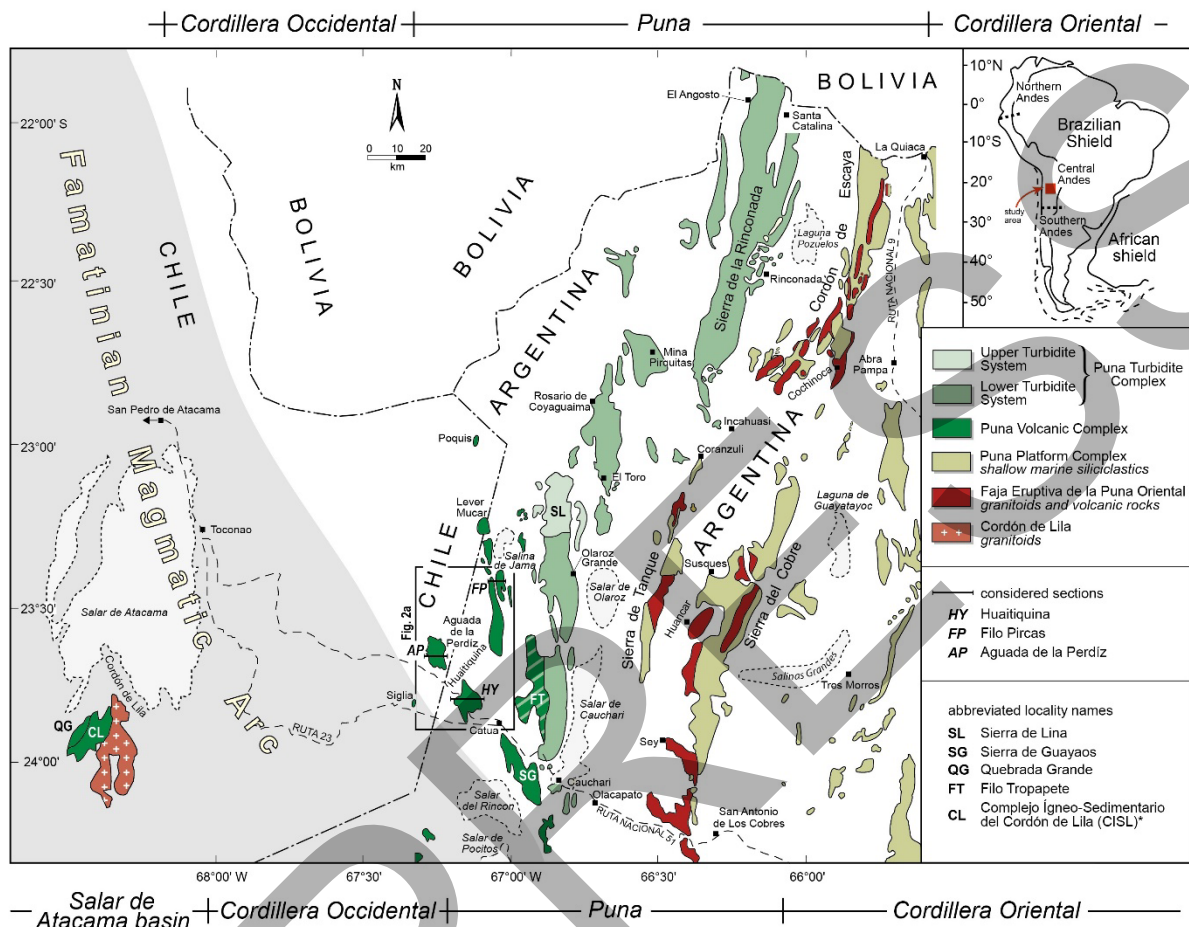 Cordillera Occidental
Puna
Cordillera Oriental
22°00' S
22°30'
23°00'
23°30'
24°00'
N
0 10 20
km
Famatinian Magmatic Arc
CHILE
BOLIVIA
BOLIVIA
BOLIVIA
ARGENTINA
ARGENTINA
CHILE
El Angosto
Santa
Catalina
La Quiaca
Sierra de la Rinconada
Laguna
Pozuelos
Rinconada
Cordón de Escaya
RUTA NACIONAL 9
Mina
Pirquitas
Abra
Pampa
Cochinoca
Rosario de
Coyaguaima
San Pedro de Atacama
Incahuasi
Coranzuli
Poquis
El Toro
Lever
Mucar
SL
Laguna de
Guayatayoc
Toconao
Salina
de Jama
Olaroz
Grande
Salar de
Olaroz
Susques
Sierra de Tanque
Sierra del Cobre
Huancar
Fig. 2a
FP
Aguada
de la
Perdíz
AP
Huaitiquina
HY
Salar de Atacama
Cordón
de Lila
Siglia
Catua
FT
Salar de
Cauchari
Salinas Grandes
Tres Morros
QG
CL
RUTA 23
SG
Sey
Cauchari
Olacapato
Salar
del Rincon
RUTA NACIONAL 51
San Antonio
de Los Cobres
Salar de
Pocitos
68°00' W
67°30'
67°00' W
66°30'
66°00' W
Salar de
Atacama basin
Cordillera Occidental
Puna
Cordillera Oriental
10°N
0°
10°S
20°
30°
40°
50°
Northern
Andes
Brazilian
Shield
Central
Andes
study
area
Southern
Andes
African
shield
Upper Turbidite
System
Lower Turbidite
System
Puna Turbidite
Complex
Puna Volcanic Complex
Puna Platform Complex
shallow marine siliciclastics
Faja Eruptiva de la Puna Oriental
granitoids and volcanic rocks
Cordón de Lila
granitoids
considered sections
HY Huaitiquina
FP Filo Pircas
AP Aguada de la Perdíz
abbreviated locality names
SL Sierra de Lina
SG Sierra de Guayaos
QG Quebrada Grande
FT Filo Tropapete
CL Complejo Ígneo-Sedimentario
del Cordón de Lila (CISL)*